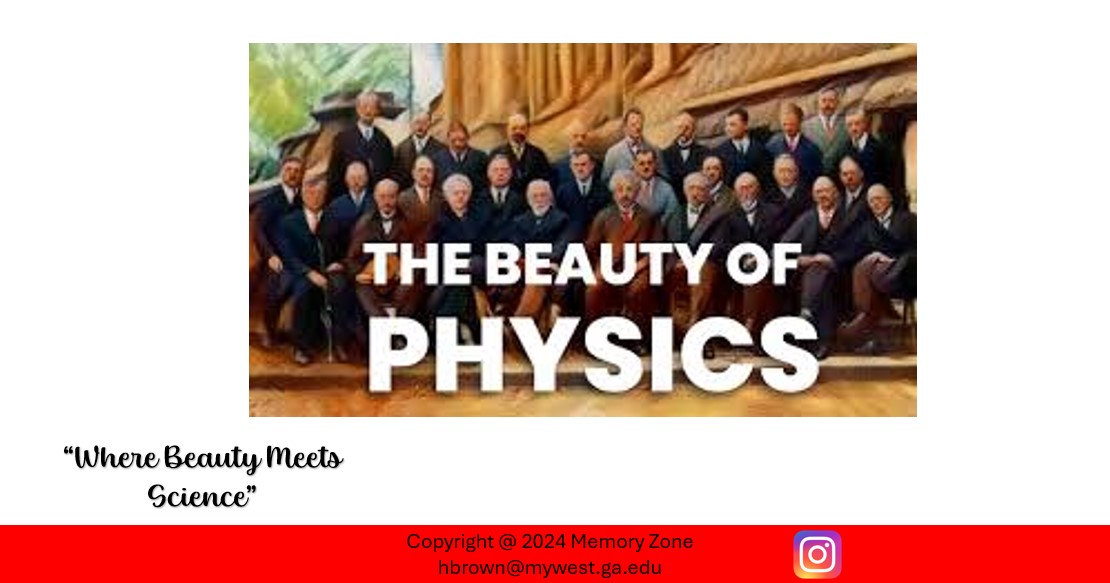 THE BEAUTY OF
PHYSICS
“Where Beauty Meets
Science”
Copyright @ 2024 Memory Zone
hbrown@mywest.ga.edu